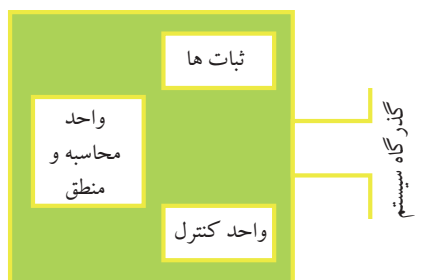 ثبات ها
واحد
محاسبه و
منطق
واحد کنترل
گذرگاه سیستم